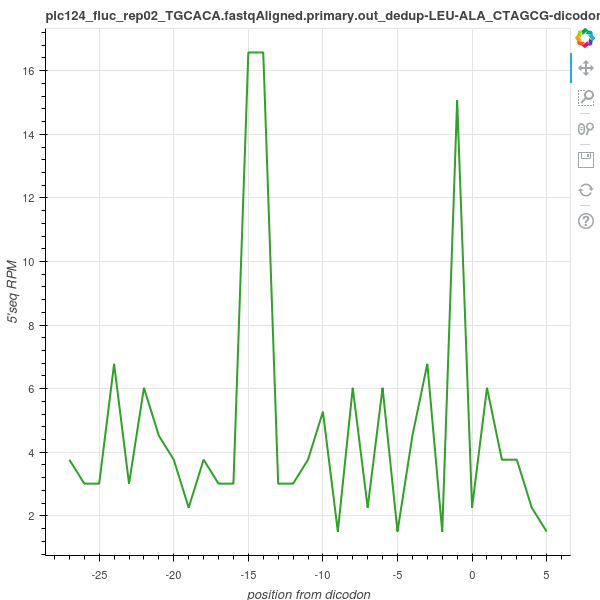 plc124_fluc_rep02_TGCACA.fastqAligned.primary.out_dedup-LEU-ALA_CTAGCG-dicodon
16
14
12
10
8
6
4
2
5'seq RPM
-25 -20 -15 -10 -5 0 5
position from dicodon